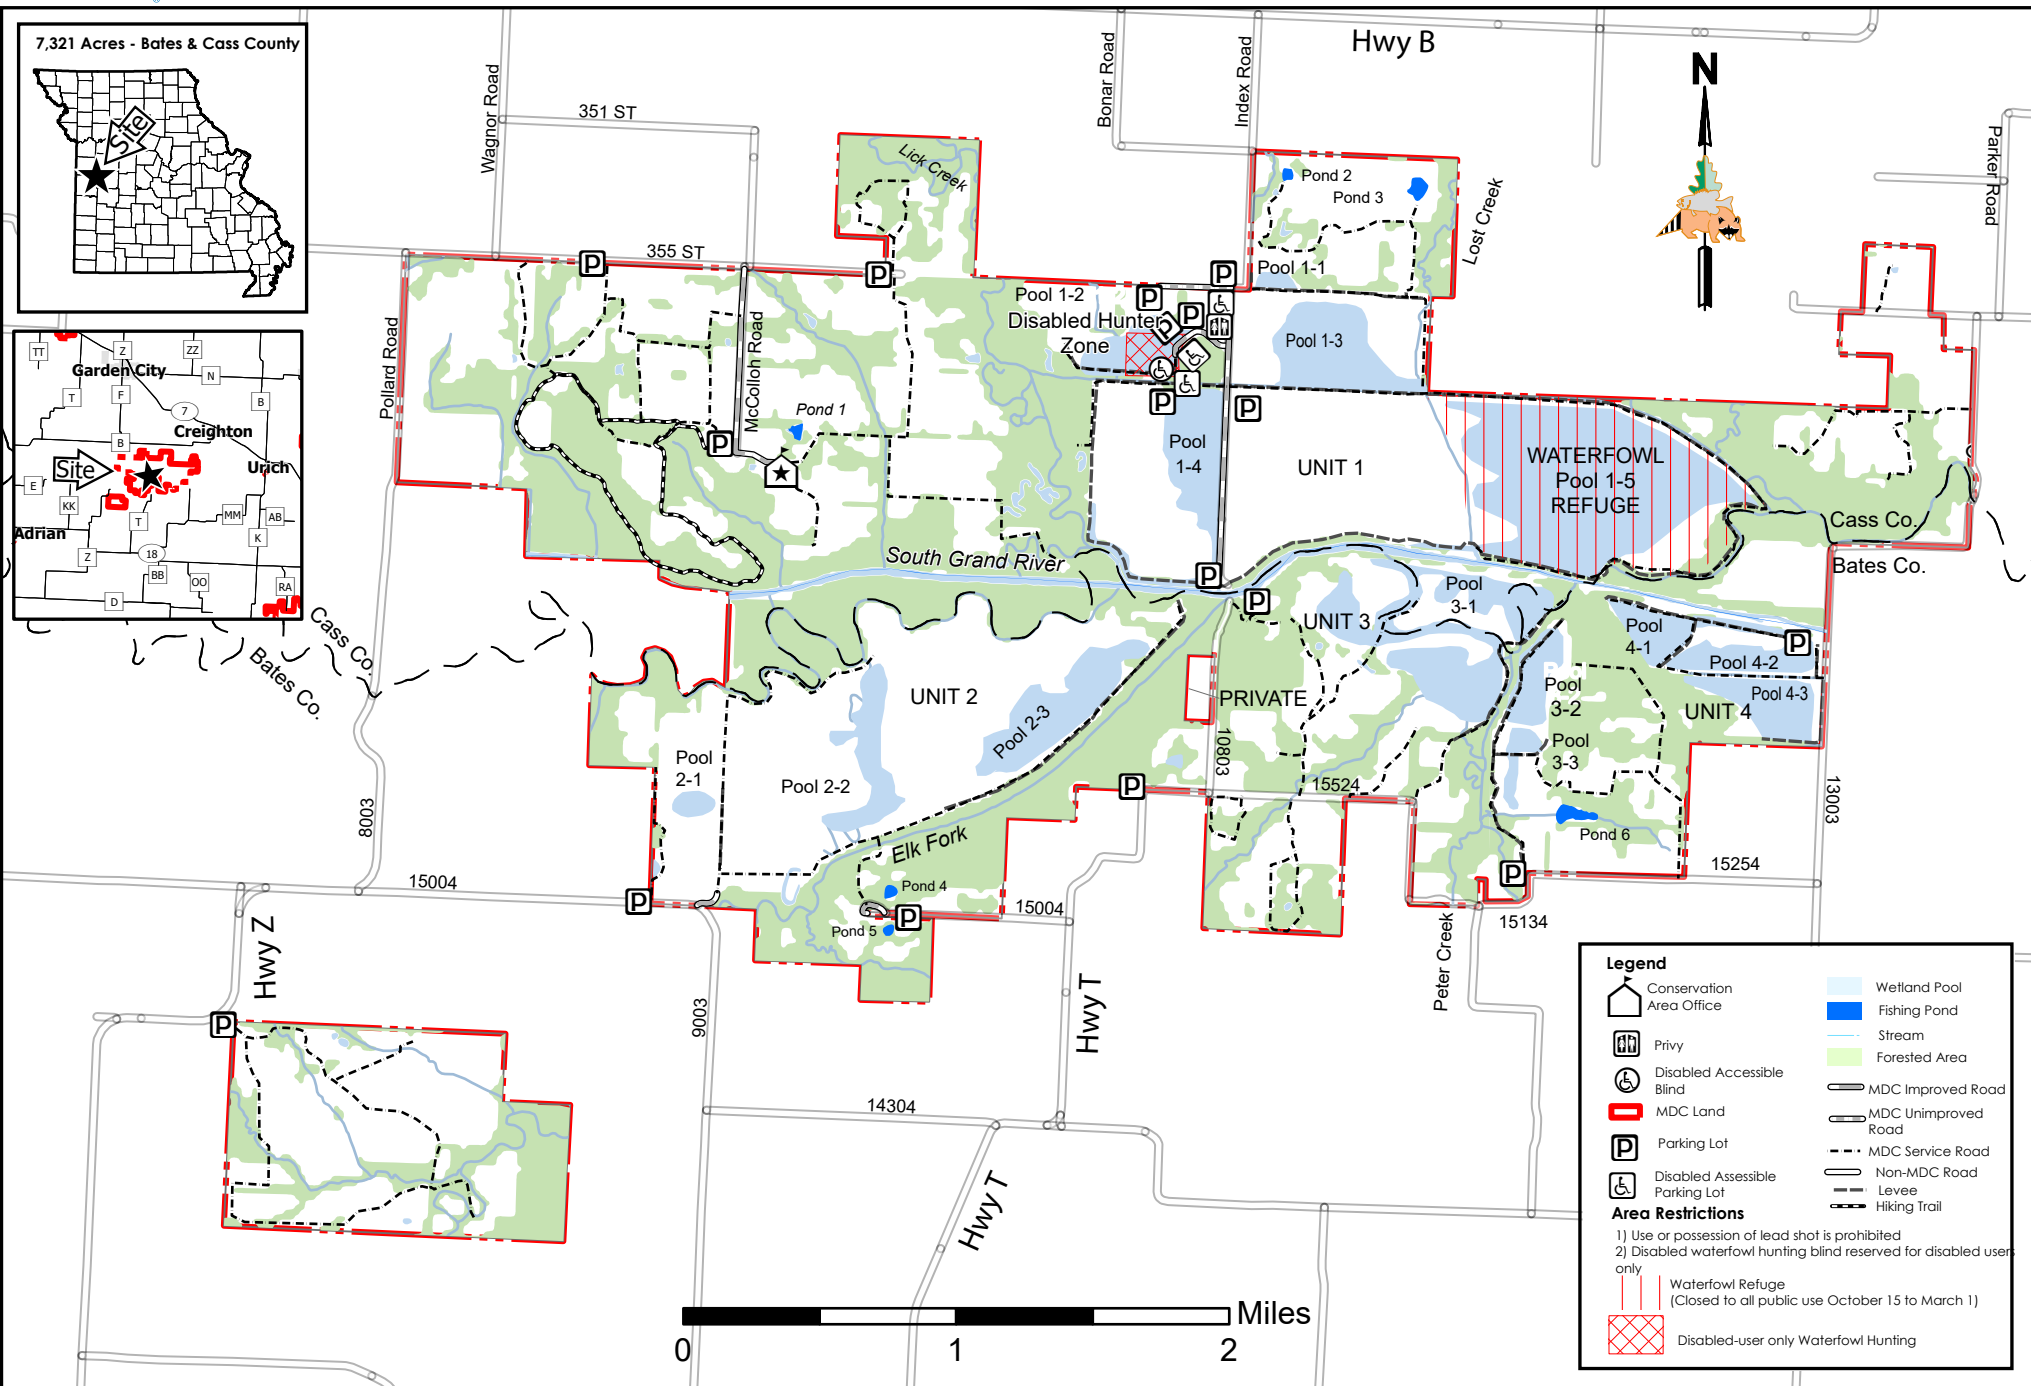 7,321 Acres - Bates & Cass County
Site
TT
Z
ZZ
Garden City
N
T
F
B
7
Creighton
B
Site
Urich
E
KK
MM
AB
T
K
Adrian
Z
18
BB
OO
RA
D
Cass Co.
Bates Co.
Hwy B
Wagnor Road
351 ST
Bonar Road
Index Road
Parker Road
N
Lick Creek
Pond 2
Pond 3
Lost Creek
355 ST
P
P
P
Pool 1-1
Pool 1-2
P
P
P
Disabled Hunter
Zone
Pool 1-3
Pollard Road
McColloh Road
Pond 1
P
P
P
Pool
1-4
UNIT 1
WATERFOWL
Pool 1-5
REFUGE
Cass Co.
Bates Co.
South Grand River
P
P
Pool
3-1
UNIT 3
Pool
4-1
P
Pool 4-2
Pool 4-3
UNIT 2
PRIVATE
Pool
3-2
UNIT 4
Pool 2-3
Pool
2-1
Pool 2-2
10803
Pool
3-3
P
15524
13003
8003
Pond 6
Elk Fork
15004
P
Pond 4
P
15004
Pond 5
P
15254
15134
Peter Creek
Hwy Z
P
9003
Hwy T
14304
Hwy T
0
1
2
Miles
Legend
Conservation
Area Office
Privy
Disabled Accessible
Blind
MDC Land
P
Parking Lot
Disabled Assessible
Parking Lot
Wetland Pool
Fishing Pond
Stream
Forested Area
MDC Improved Road
MDC Unimproved
Road
MDC Service Road
Non-MDC Road
Levee
Hiking Trail
Area Restrictions
1) Use or possession of lead shot is prohibited
2) Disabled waterfowl hunting blind reserved for disabled users
only
Waterfowl Refuge
(Closed to all public use October 15 to March 1)
Disabled-user only Waterfowl Hunting